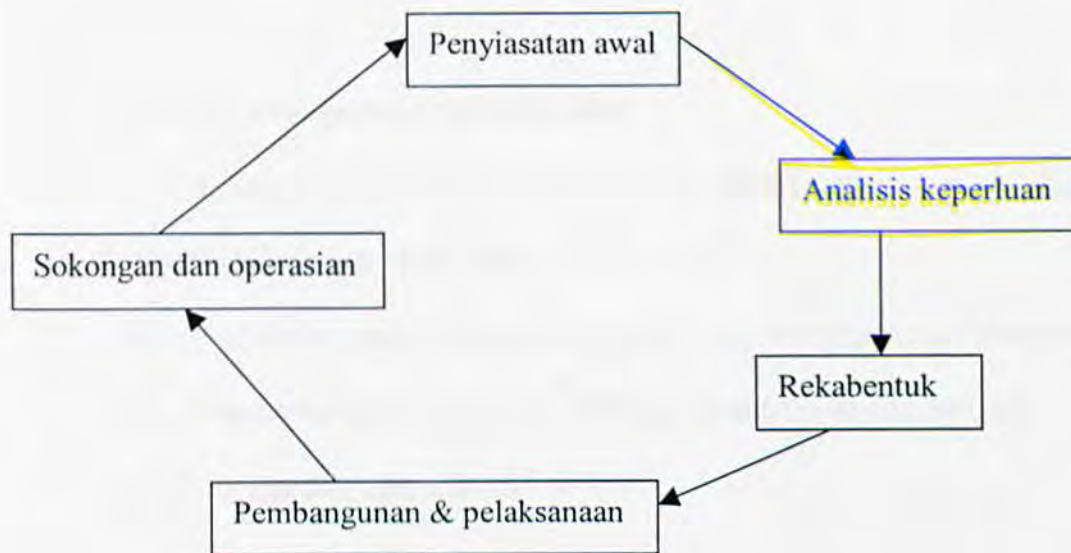 Penyiasatan awal
Analisis keperluan
Rekabentuk
Pembangunan & pelaksanaan
Sokongan dan operasian